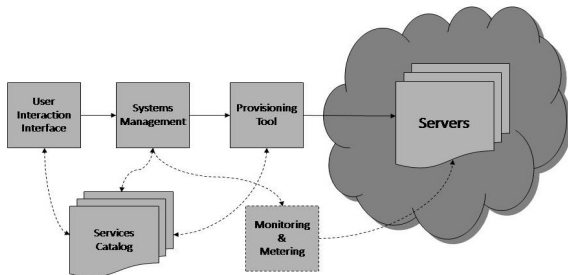 User
Interaction
Interface
Systems
Management
Provisioning
Tool
Servers
Services
Catalog
Monitoring
&
Metering